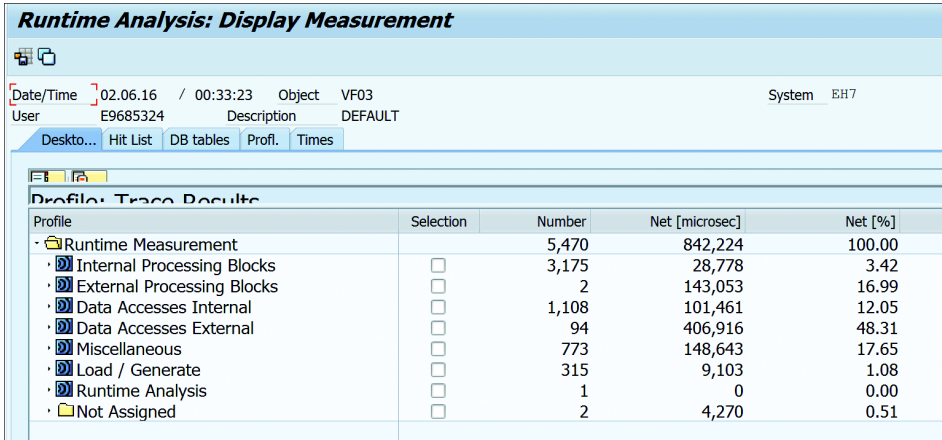 Runtime Analysis: Display Measurement
Date/Time 02.06.16 / 00:33:23 Object VF03 System EH7
User E9685324 Description DEFAULT
Deskto... Hit List DB tables Profl. Times
Profile: Trace Results
Profile Selection Number Net [microsec] Net [%]
Runtime Measurement 5,470 842,224 100.00
Internal Processing Blocks 3,175 28,778 3.42
External Processing Blocks 2 143,053 16.99
Data Accesses Internal 1,108 101,461 12.05
Data Accesses External 94 406,916 48.31
Miscellaneous 773 148,643 17.65
Load / Generate 315 9,103 1.08
Runtime Analysis 1 0 0.00
Not Assigned 2 4,270 0.51